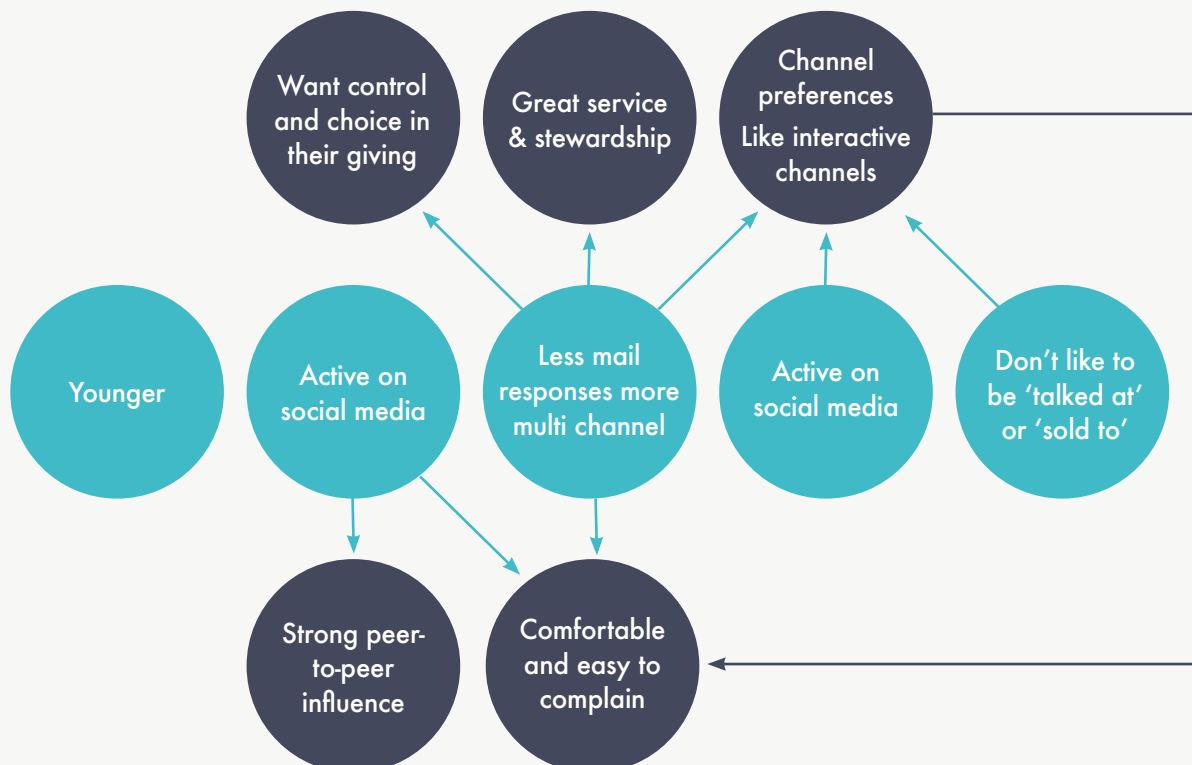 Want control
and choice in
their giving
Great service
& stewardship
Channel
preferences
Like interactive
channels
Younger
Active on
social media
Less mail
responses more
multi channel
Active on
social media
Don’t like to
be ‘talked at’
or ‘sold to’
Strong peer-
to-peer
influence
Comfortable
and easy to
complain